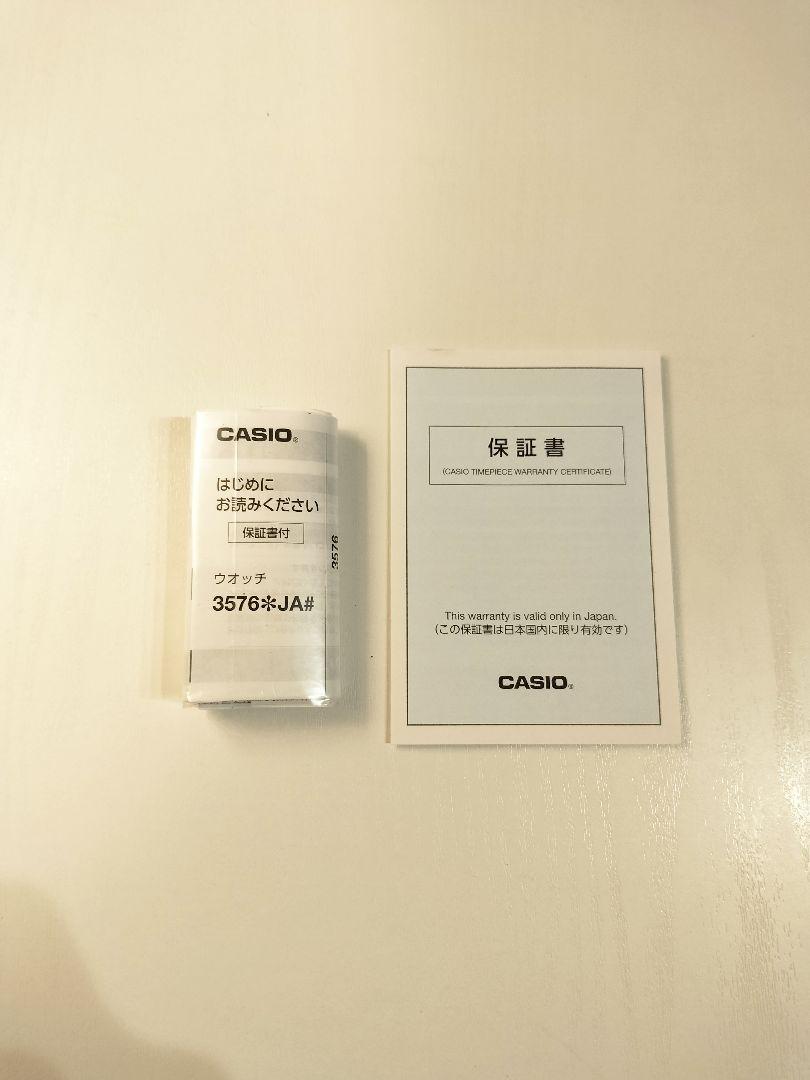 CASIO®
はじめに
お読みください
保証書付
ウオッチ
3576✻JA#
3576
保証書
(CASIO TIMEPIECE WARRANTY CERTIFICATE)
This warranty is valid only in Japan.
(この保証書は日本国内に限り有効です)
CASIO®